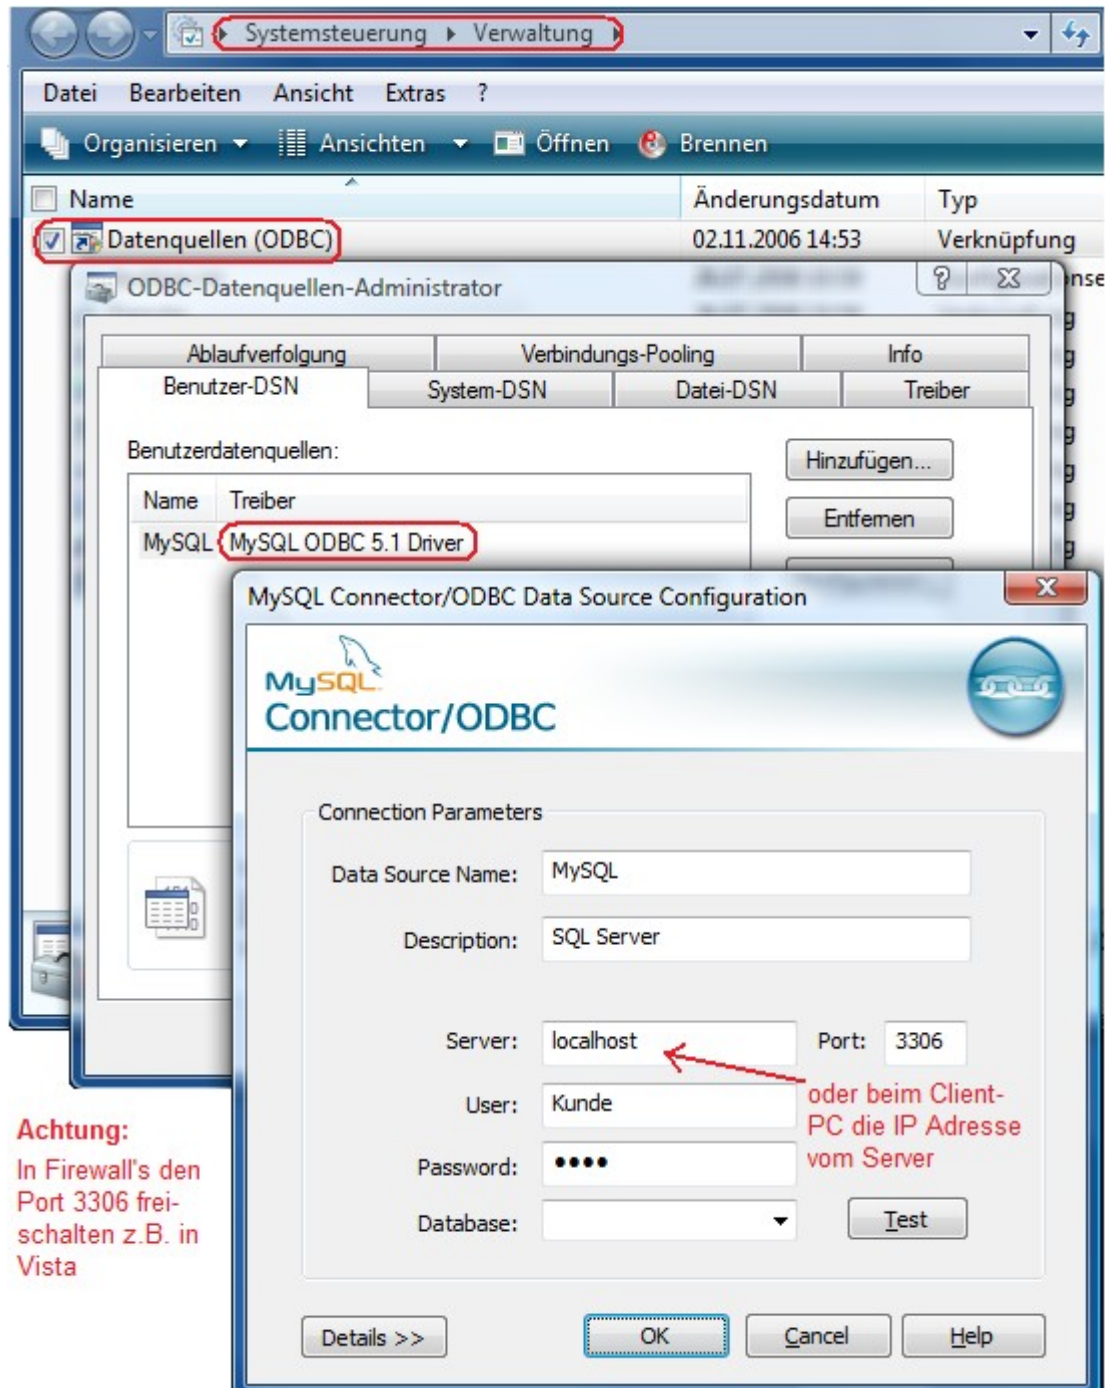 Systemsteuerung Verwaltung
Datei Bearbeiten Ansicht Extras ?
Organisieren Ansichten Öffnen Brennen
Name Änderungsdatum Typ
Datenquellen (ODBC) 02.11.2006 14:53 Verknüpfung
ODBC-Datenquellen-Administrator
Ablaufverfolgung Verbindungs-Pooling Info
Benutzer-DSN System-DSN Datei-DSN Treiber
Benutzerdatenquellen:
Hinzufügen...
Name Treiber
Entfernen
MySQL MySQL ODBC 5.1 Driver
MySQL Connector/ODBC Data Source Configuration
MySQL
Connector/ODBC
Connection Parameters
Data Source Name: MySQL
Description: SQL Server
Server: localhost Port: 3306
oder beim Client-
PC die IP Adresse
vom Server
User: Kunde
Password: ••••
Database:
Test
Details >> OK Cancel Help
Achtung:
In Firewall's den
Port 3306 frei-
schalten z.B. in
Vista